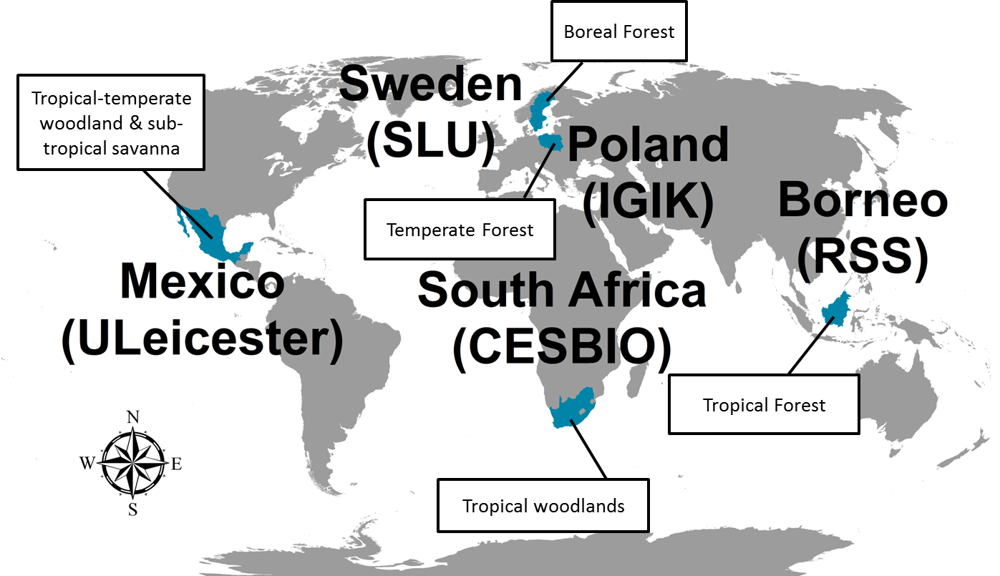 Boreal Forest
Sweden
(SLU)
Tropical-temperate
woodland & sub-
tropical savanna
Poland
(IGIK)
Temperate Forest
Borneo
(RSS)
Mexico
(ULeicester)
South Africa
(CESBIO)
Tropical Forest
N
W
E
S
Tropical woodlands